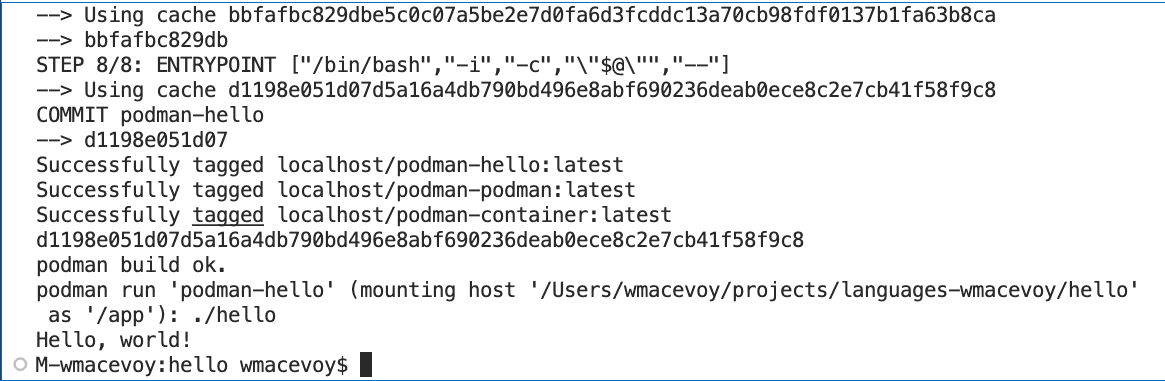 --> Using cache bbfafbc829dbe5c0c07a5be2e7d0fa6d3fcddc13a70cb98fdf0137b1fa63b8ca
--> bbfafbc829db
STEP 8/8: ENTRYPOINT ["/bin/bash","-i","-c","\"$@\"","--"]
--> Using cache d1198e051d07d5a16a4db790bd496e8abf690236deab0ece8c2e7cb41f58f9c8
COMMIT podman-hello
--> d1198e051d07
Successfully tagged localhost/podman-hello:latest
Successfully tagged localhost/podman-podman:latest
Successfully tagged localhost/podman-container:latest
d1198e051d07d5a16a4db790bd496e8abf690236deab0ece8c2e7cb41f58f9c8
podman build ok.
podman run 'podman-hello' (mounting host '/Users/wmacevoy/projects/languages-wmacevoy/hello'
 as '/app'): ./hello
Hello, world!
M-wmacevoy:hello wmacevoy$